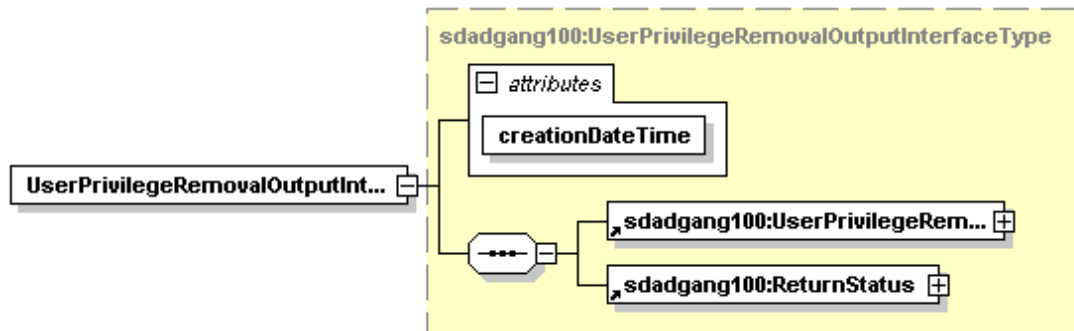 sdadgang100:UserPrivilegeRemovalOutputInterfaceType
attributes
creationDateTime
UserPrivilegeRemovalOutputInt...
sdadgang100:UserPrivilegeRem...
sdadgang100:ReturnStatus